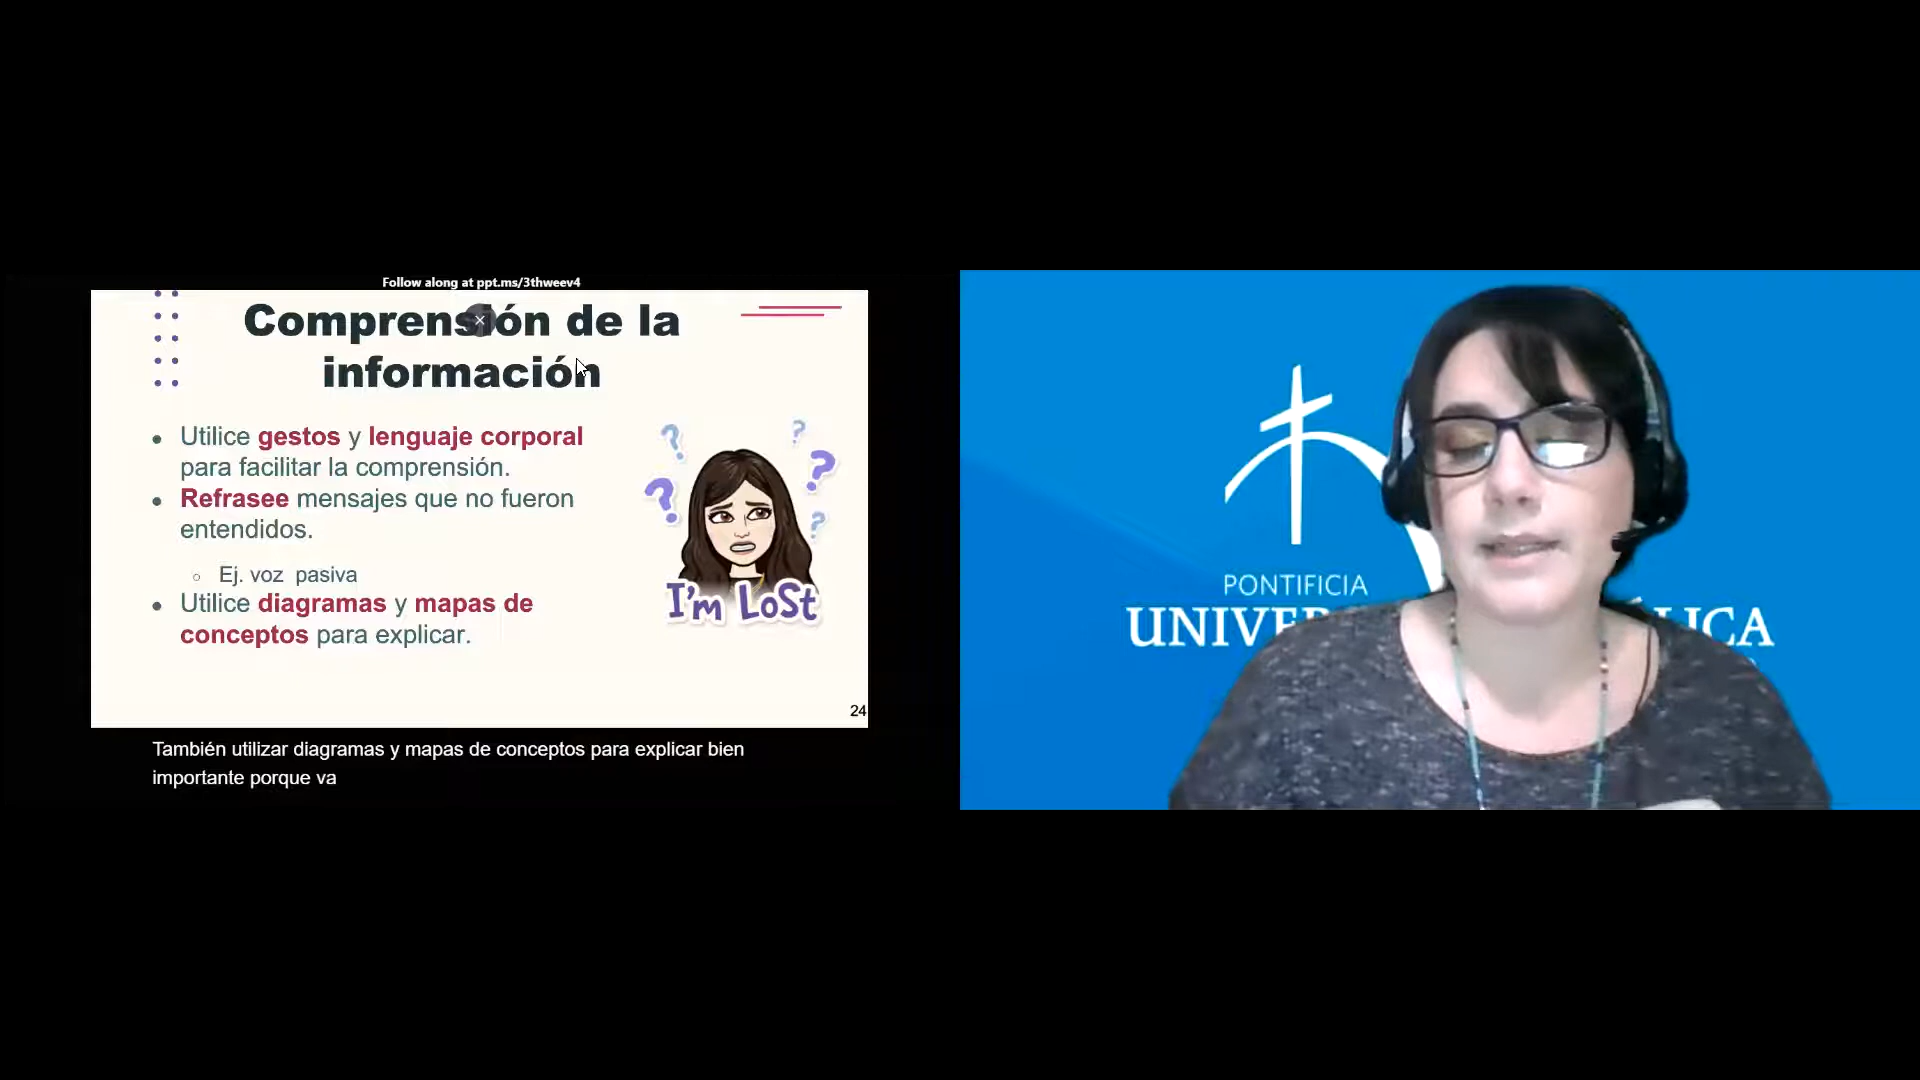 Follow along at ppt.ms/3thweev4
Comprensión de la
información
Utilice gestos y lenguaje corporal
para facilitar la comprensión.
Refrasee mensajes que no fueron
entendidos.
Ej. voz pasiva
Utilice diagramas y mapas de
conceptos para explicar.
I'm LoSt
24
También utilizar diagramas y mapas de conceptos para explicar bien
importante porque va
PONTIFICIA